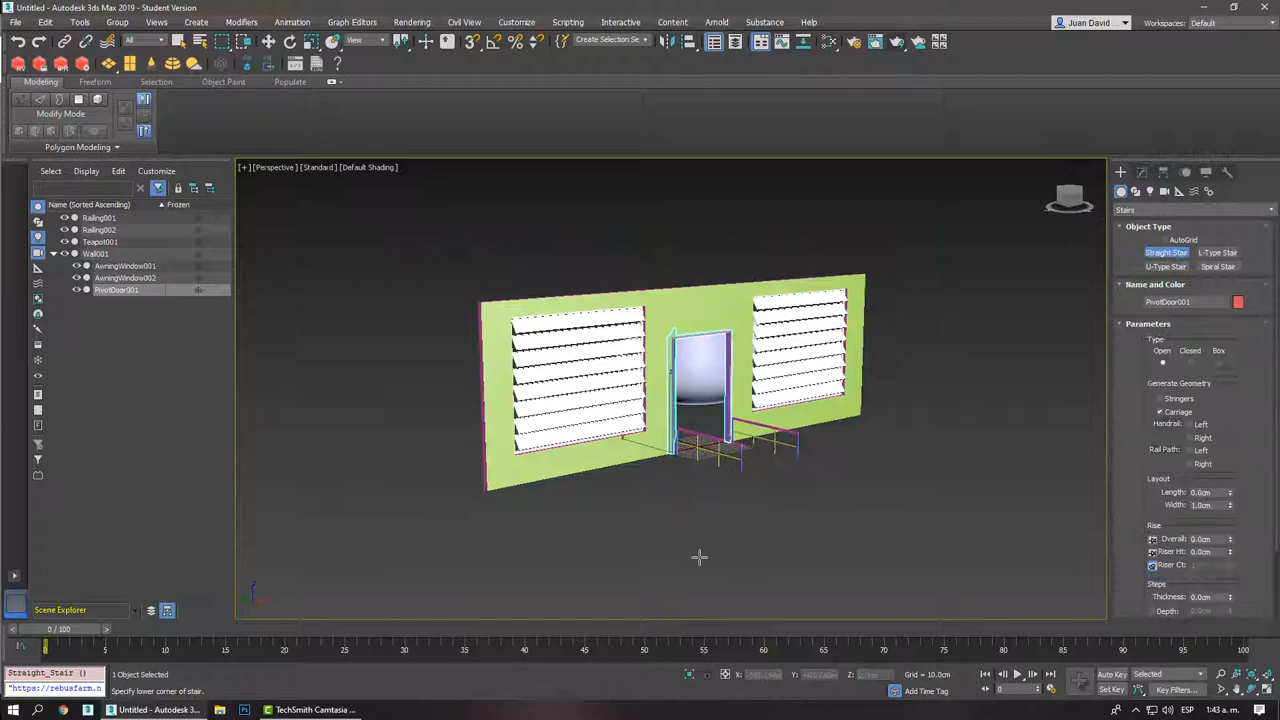 Untitled - Autodesk 3ds Max 2019 - Student Version
File Edit Tools Group Views Create Modifiers Animation Graph Editors Rendering Civil View Customize Scripting Interactive Content Arnold Substance Help
Juan David ... Workspaces: Default
All View Create Selection Se
Modeling Freeform Selection Object Paint Populate
Modify Mode
Polygon Modeling
Select Display Edit Customize
Name (Sorted Ascending) Frozen
Railing001
Railing002
Teapot001
Wall001
AwningWindow001
AwningWindow002
PivotDoor001
[+] [Perspective] [Standard] [Default Shading]
Stairs
Object Type
AutoGrid
Straight Stair L-Type Stair
U-Type Stair Spiral Stair
Name and Color
PivotDoor001
Parameters
Type
Open Closed Box
Generate Geometry
Stringers
Carriage
Handrail: Left
Right
Rail Path: Left
Right
Layout
Length: 0.0cm
Width: 1.0cm
Rise
Overall: 0.0cm
Riser Ht: 0.0cm
Riser Ct:
Steps
Thickness: 0.0cm
Depth:
Scene Explorer
0 / 100
0 5 10 15 20 25 30 35 40 45 50 55 60 65 70 75 80 85 90 95 100
Straight_Stair ()
"https://rebusfarm.n
1 Object Selected
Specify lower corner of stair.
X: Y: Z: Grid = 10.0cm
Add Time Tag
0
Auto Key Selected
Set Key Key Filters...
Untitled - Autodesk 3... TechSmith Camtasia ...
ESP 1:43 a. m.